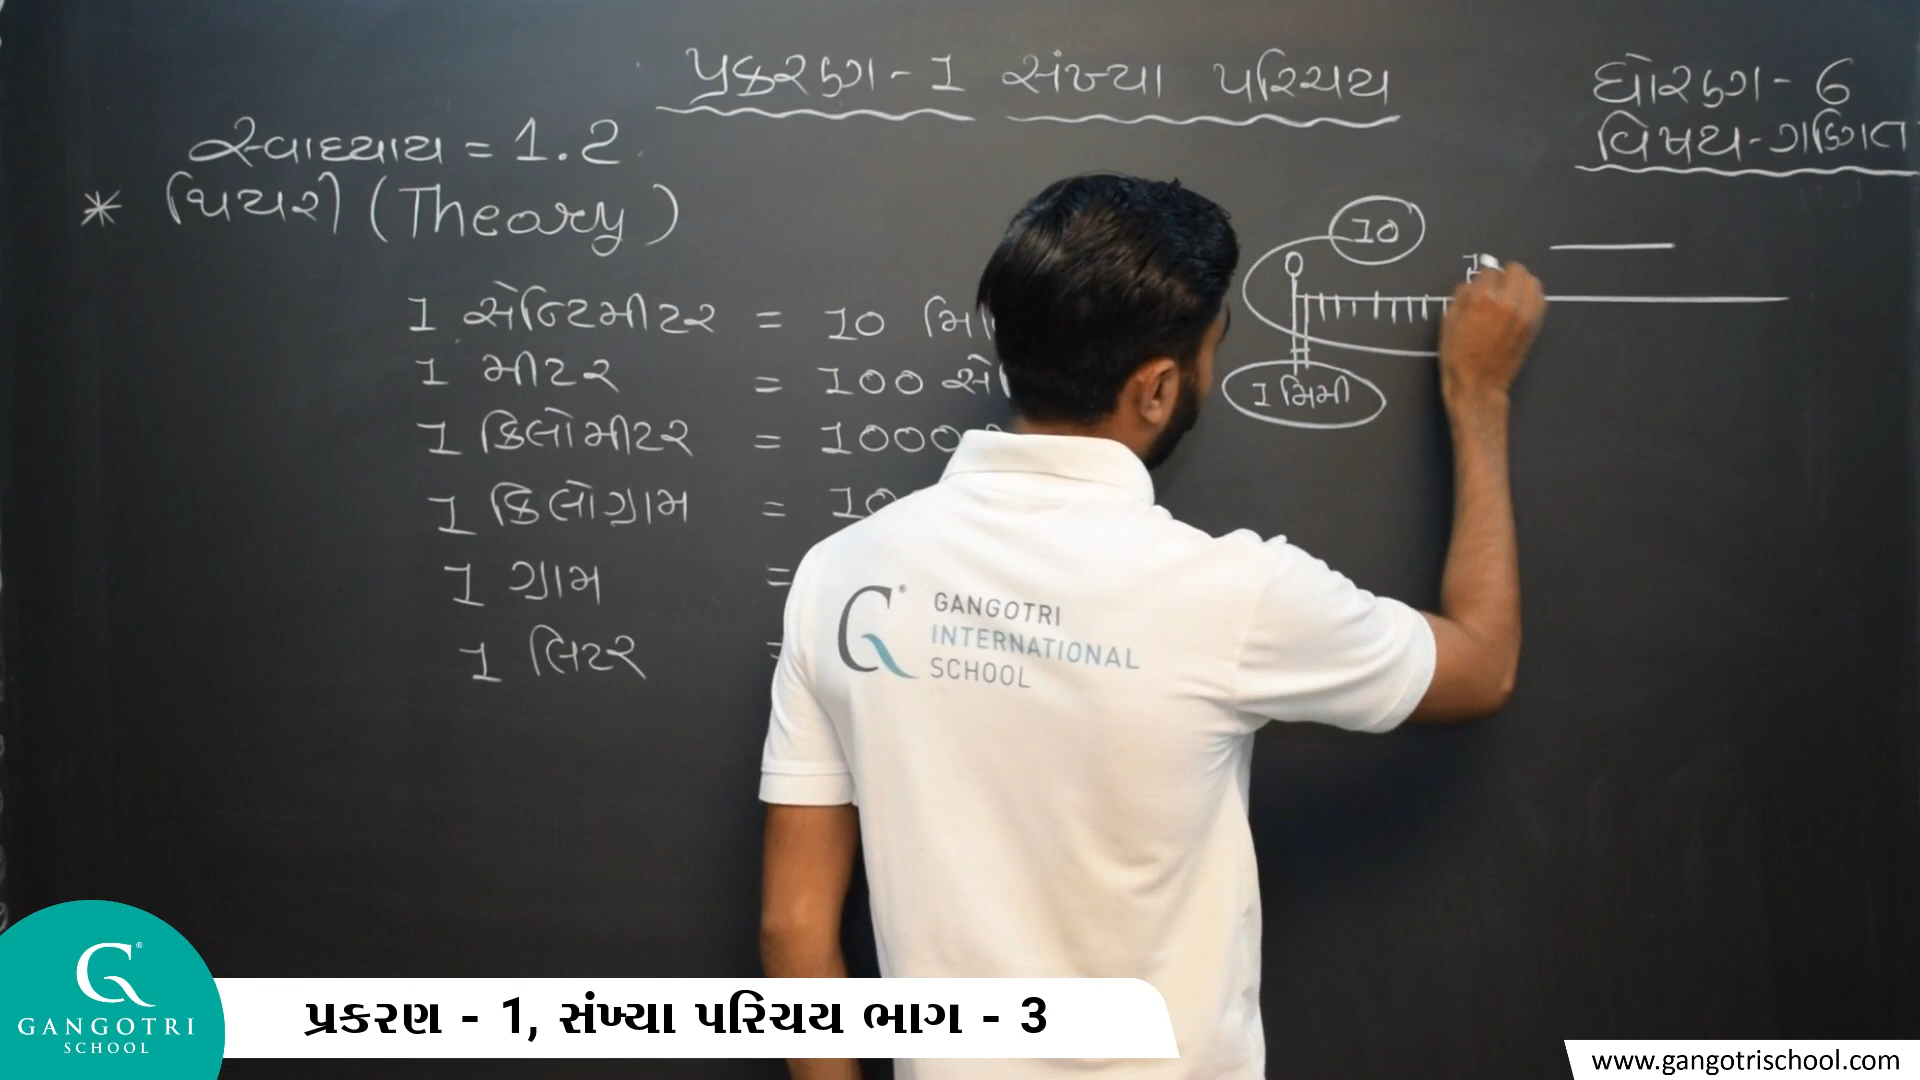 પ્રકરણ - 1 સંખ્યા પરિચય
ધોરણ - 6
વિષય - ગણિત
સ્વાધ્યાય = 1.2
* થિયરી (Theory)
10
0
1 મિમી
1 સેન્ટિમીટર = 10
1 મીટર = 100
1 કિલોમીટર = 1000
1 કિલોગ્રામ = 10
1 ગ્રામ =
1 લિટર =
GANGOTRI
INTERNATIONAL
SCHOOL
GANGOTRI
SCHOOL
પ્રકરણ - 1, સંખ્યા પરિચય ભાગ - 3
www.gangotrischool.com